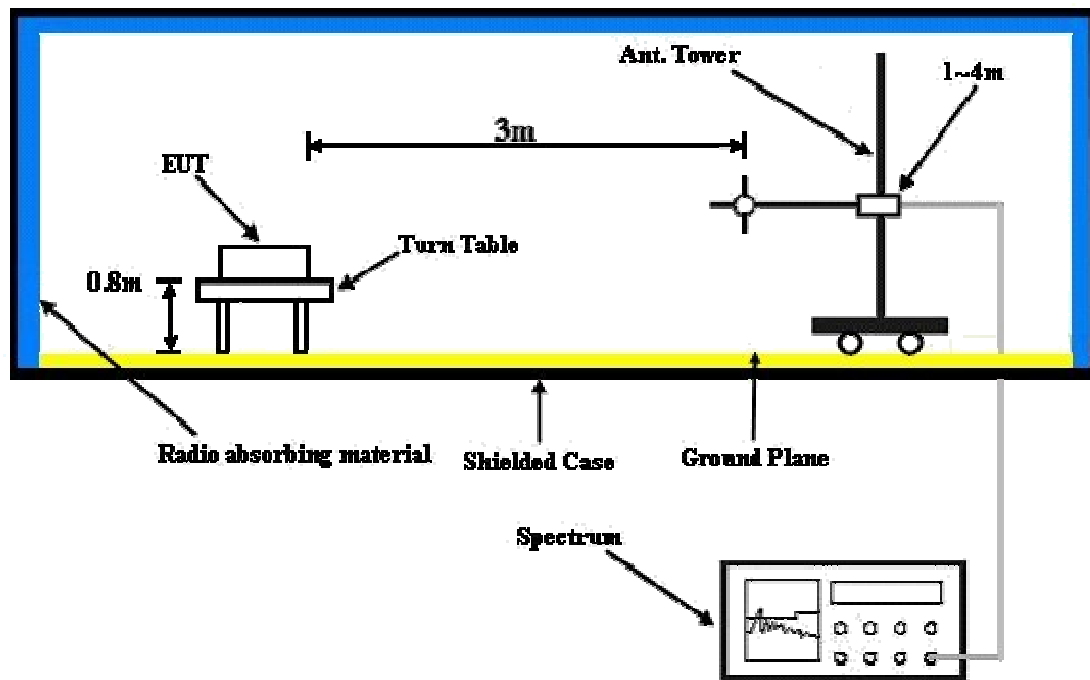 Ant. Tower
1~4m
3m
EUT
Turn Table
0.8m
Radio absorbing material
Shielded Case
Ground Plane
Spectrum